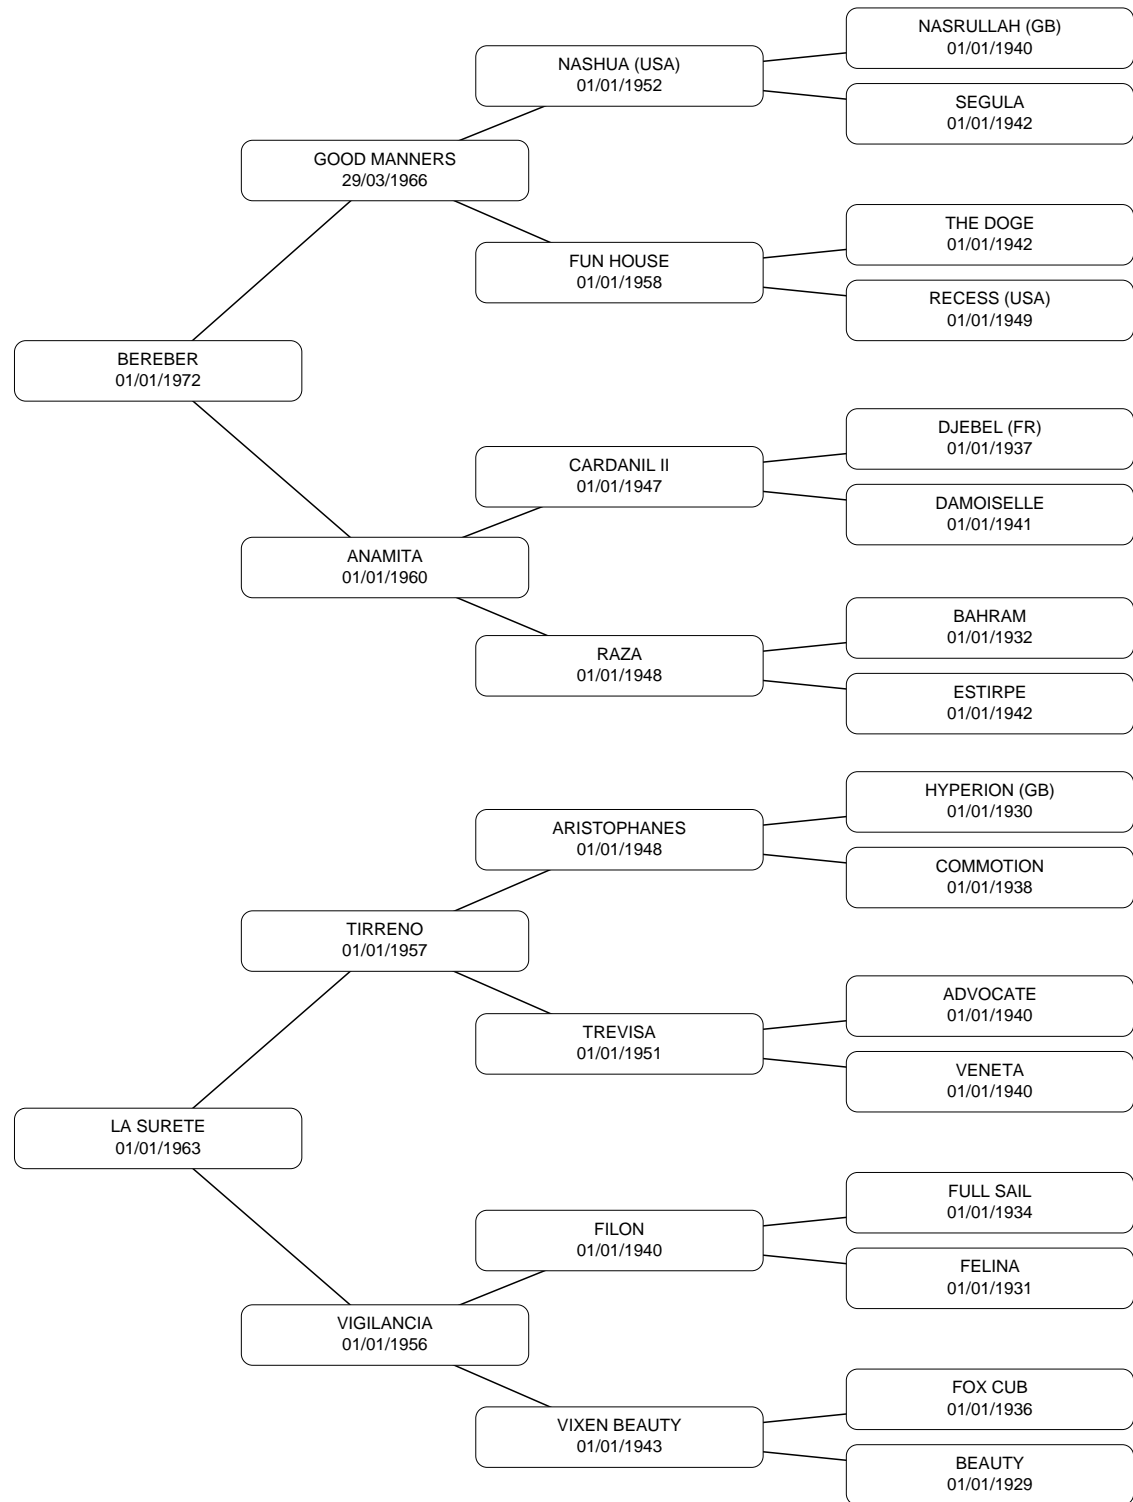 NASRULLAH (GB)
01/01/1940
NASHUA (USA)
01/01/1952
SEGULA
01/01/1942
GOOD MANNERS
29/03/1966
THE DOGE
01/01/1942
FUN HOUSE
01/01/1958
RECESS (USA)
01/01/1949
BEREBER
01/01/1972
DJEBEL (FR)
01/01/1937
CARDANIL II
01/01/1947
DAMOISELLE
01/01/1941
ANAMITA
01/01/1960
BAHRAM
01/01/1932
RAZA
01/01/1948
ESTIRPE
01/01/1942
HYPERION (GB)
01/01/1930
ARISTOPHANES
01/01/1948
COMMOTION
01/01/1938
TIRRENO
01/01/1957
ADVOCATE
01/01/1940
TREVISA
01/01/1951
VENETA
01/01/1940
LA SURETE
01/01/1963
FULL SAIL
01/01/1934
FILON
01/01/1940
FELINA
01/01/1931
VIGILANCIA
01/01/1956
FOX CUB
01/01/1936
VIXEN BEAUTY
01/01/1943
BEAUTY
01/01/1929